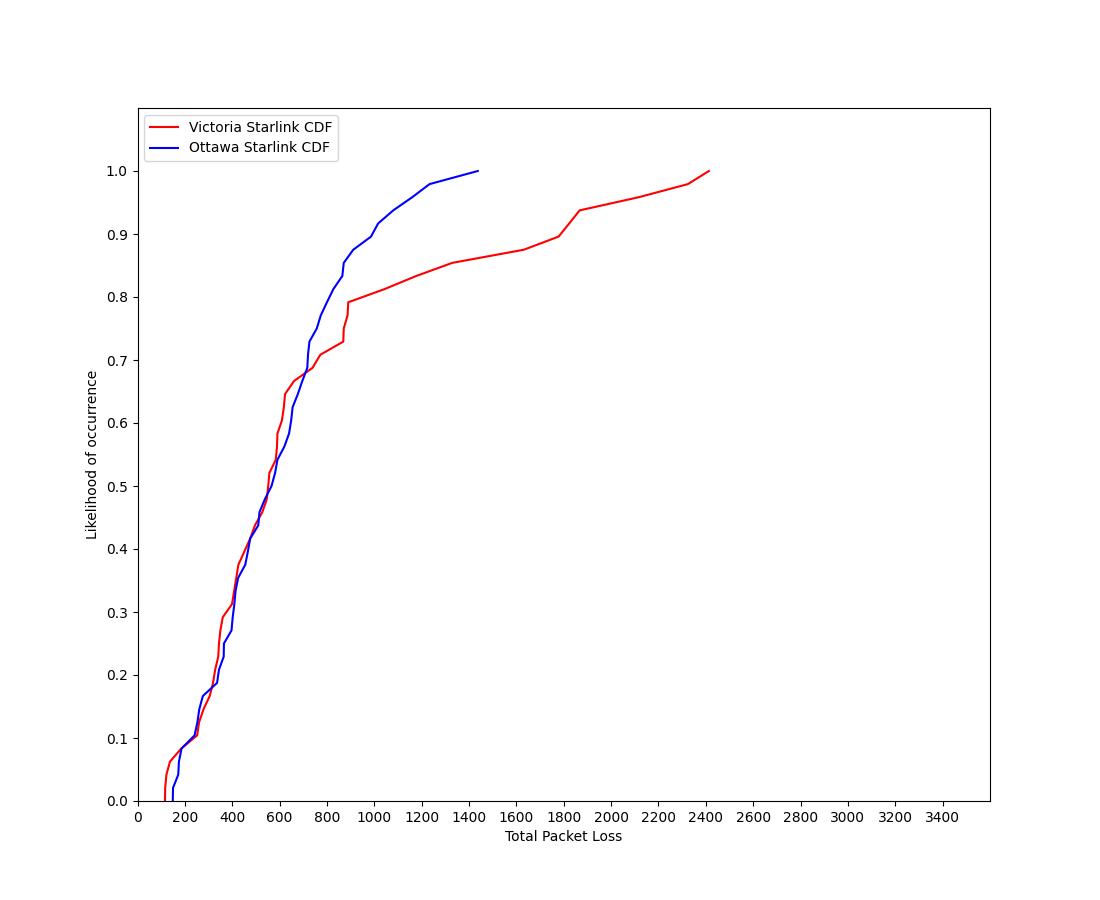 Victoria Starlink CDF
Ottawa Starlink CDF
1.0
0.9
0.8
0.7
0.6
0.5
0.4
0.3
0.2
0.1
0.0
Likelihood of occurrence
0 200 400 600 800 1000 1200 1400 1600 1800 2000 2200 2400 2600 2800 3000 3200 3400
Total Packet Loss